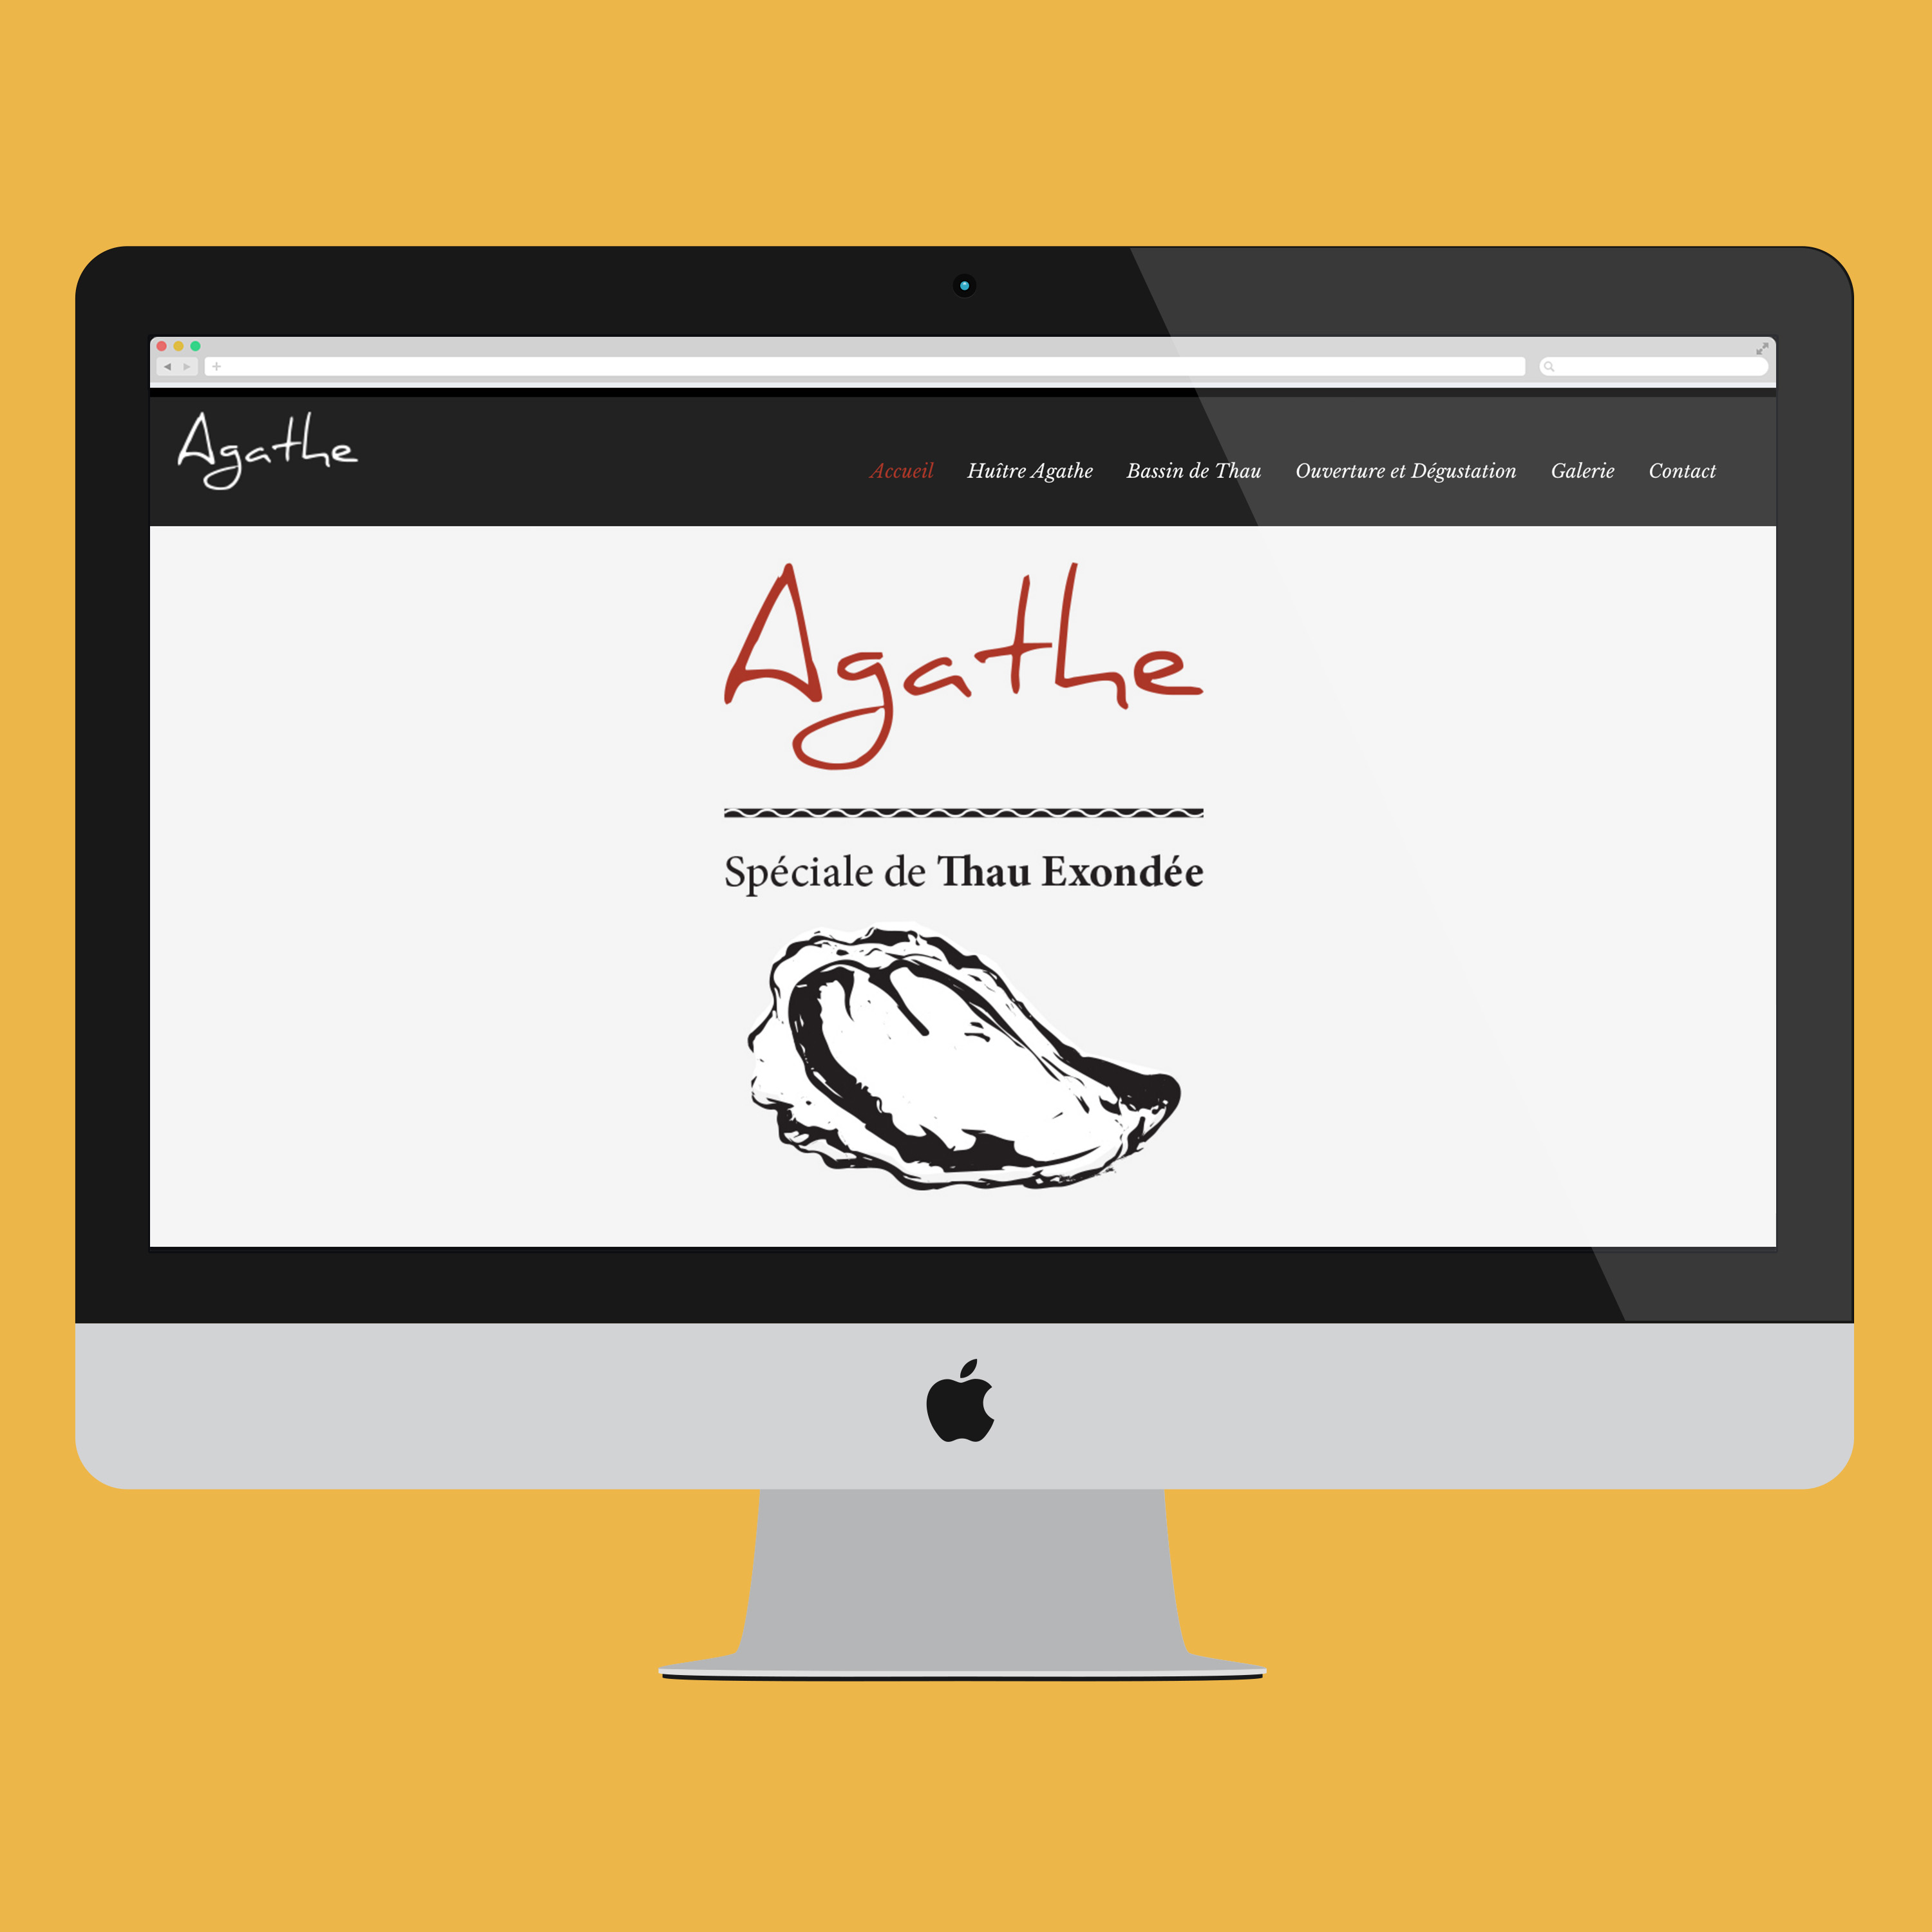 Agathe
Accueil Huître Agathe Bassin de Thau Ouverture et Dégustation Galerie Contact
Agathe
Spéciale de Thau Exondée